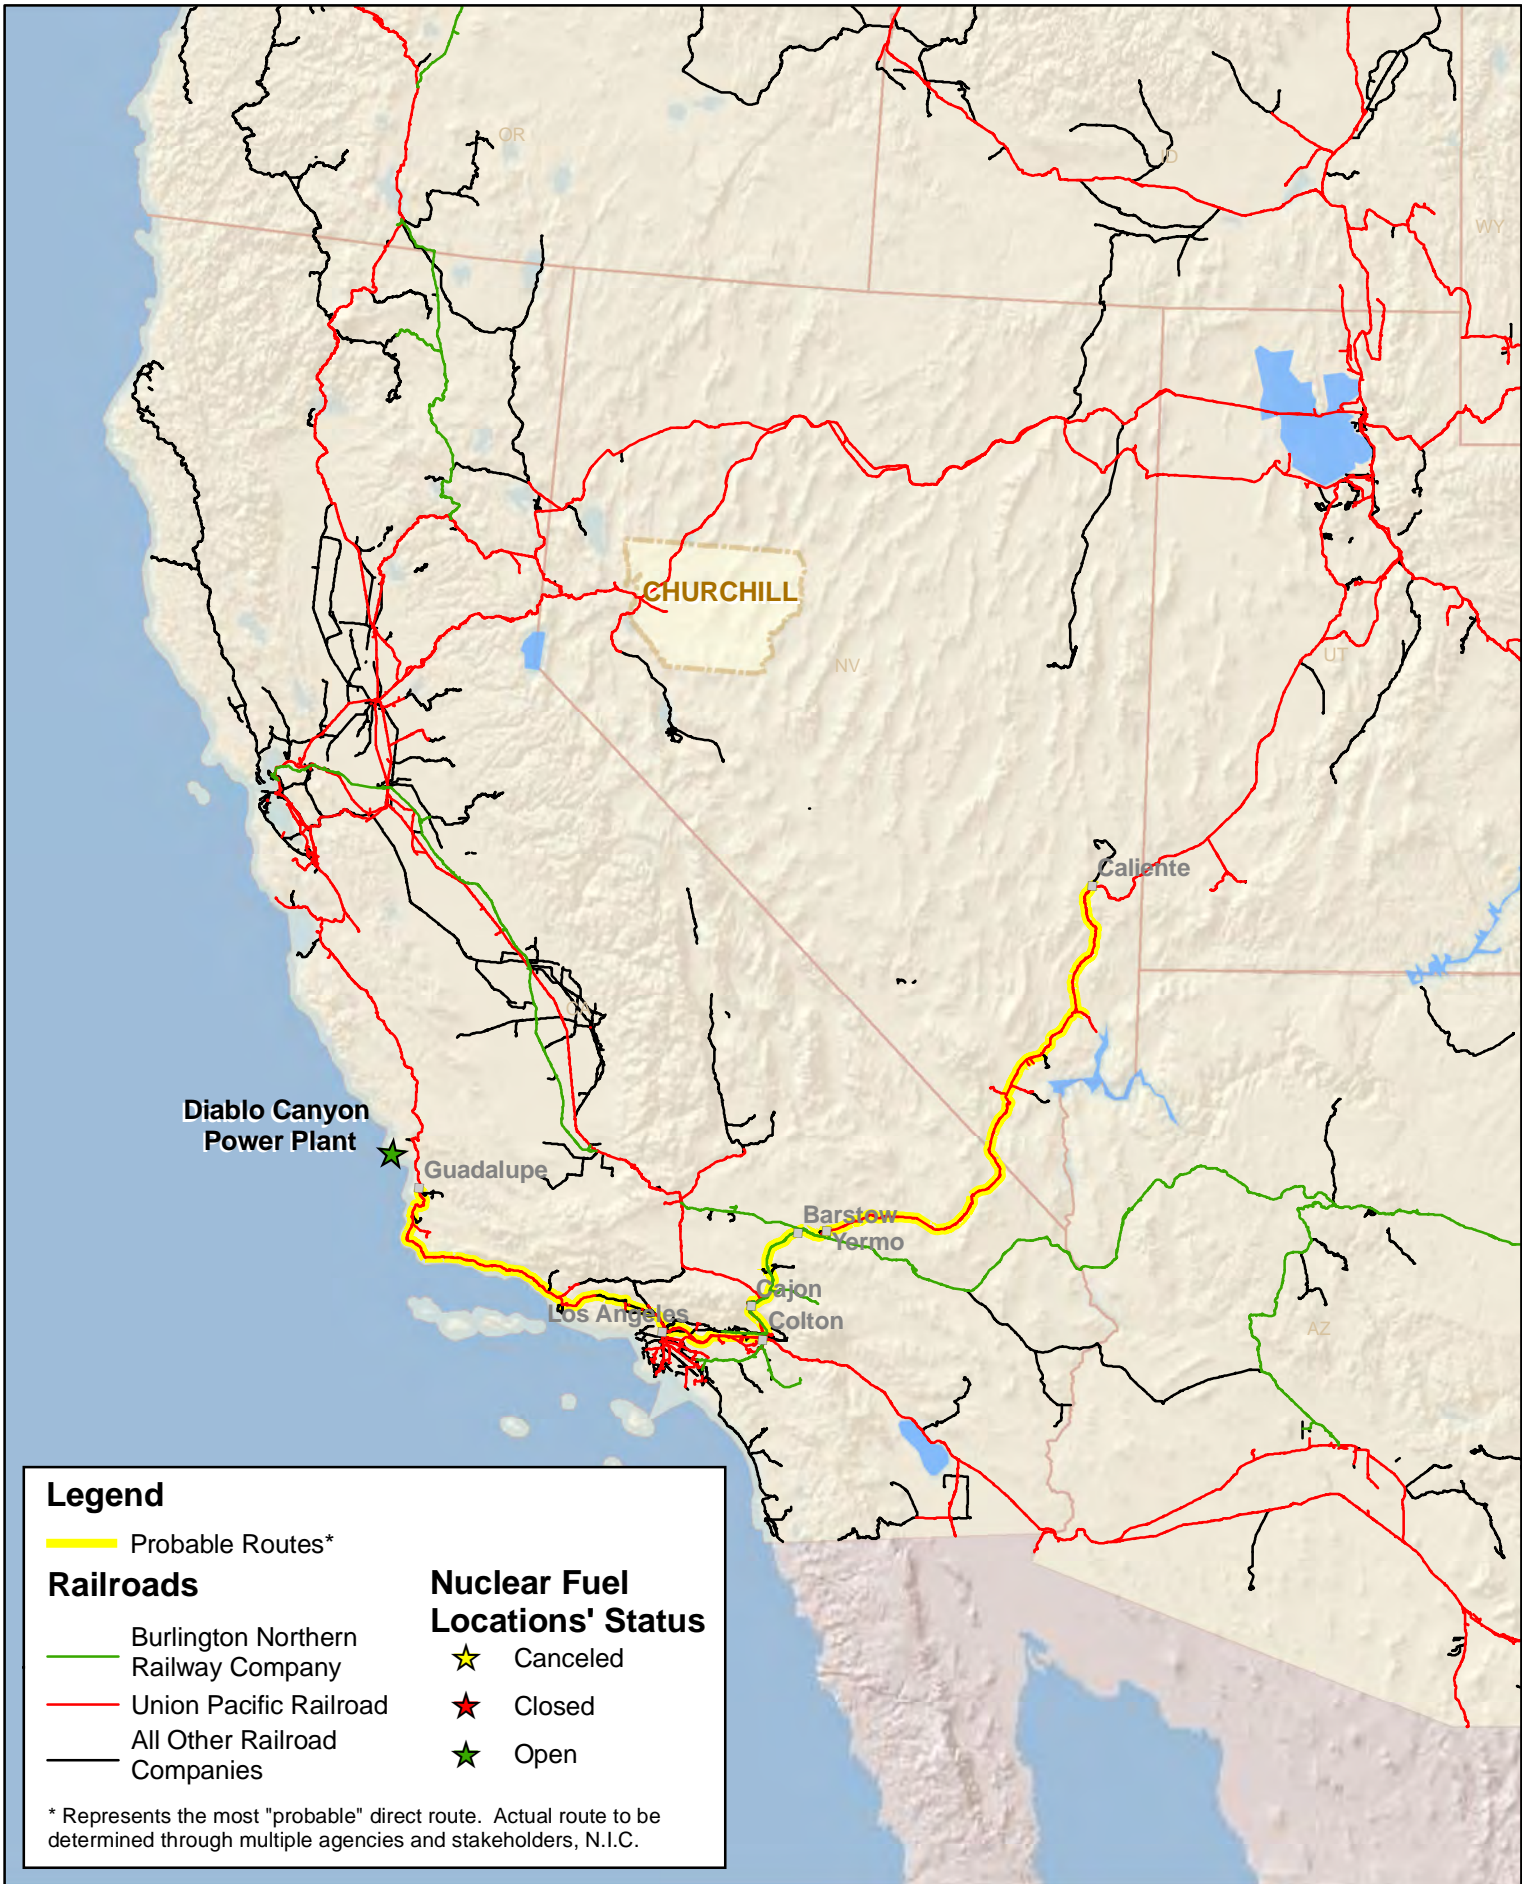 OR
ID
WY
CHURCHILL
NV
UT
Caliente
CA
Diablo Canyon
Power Plant
Guadalupe
Barstow
Yermo
Cajon
Los Angeles
Colton
AZ
Legend
Probable Routes*
Railroads
Burlington Northern
Railway Company
Union Pacific Railroad
All Other Railroad
Companies
Nuclear Fuel
Locations' Status
Canceled
Closed
Open
* Represents the most "probable" direct route.  Actual route to be
determined through multiple agencies and stakeholders, N.I.C.